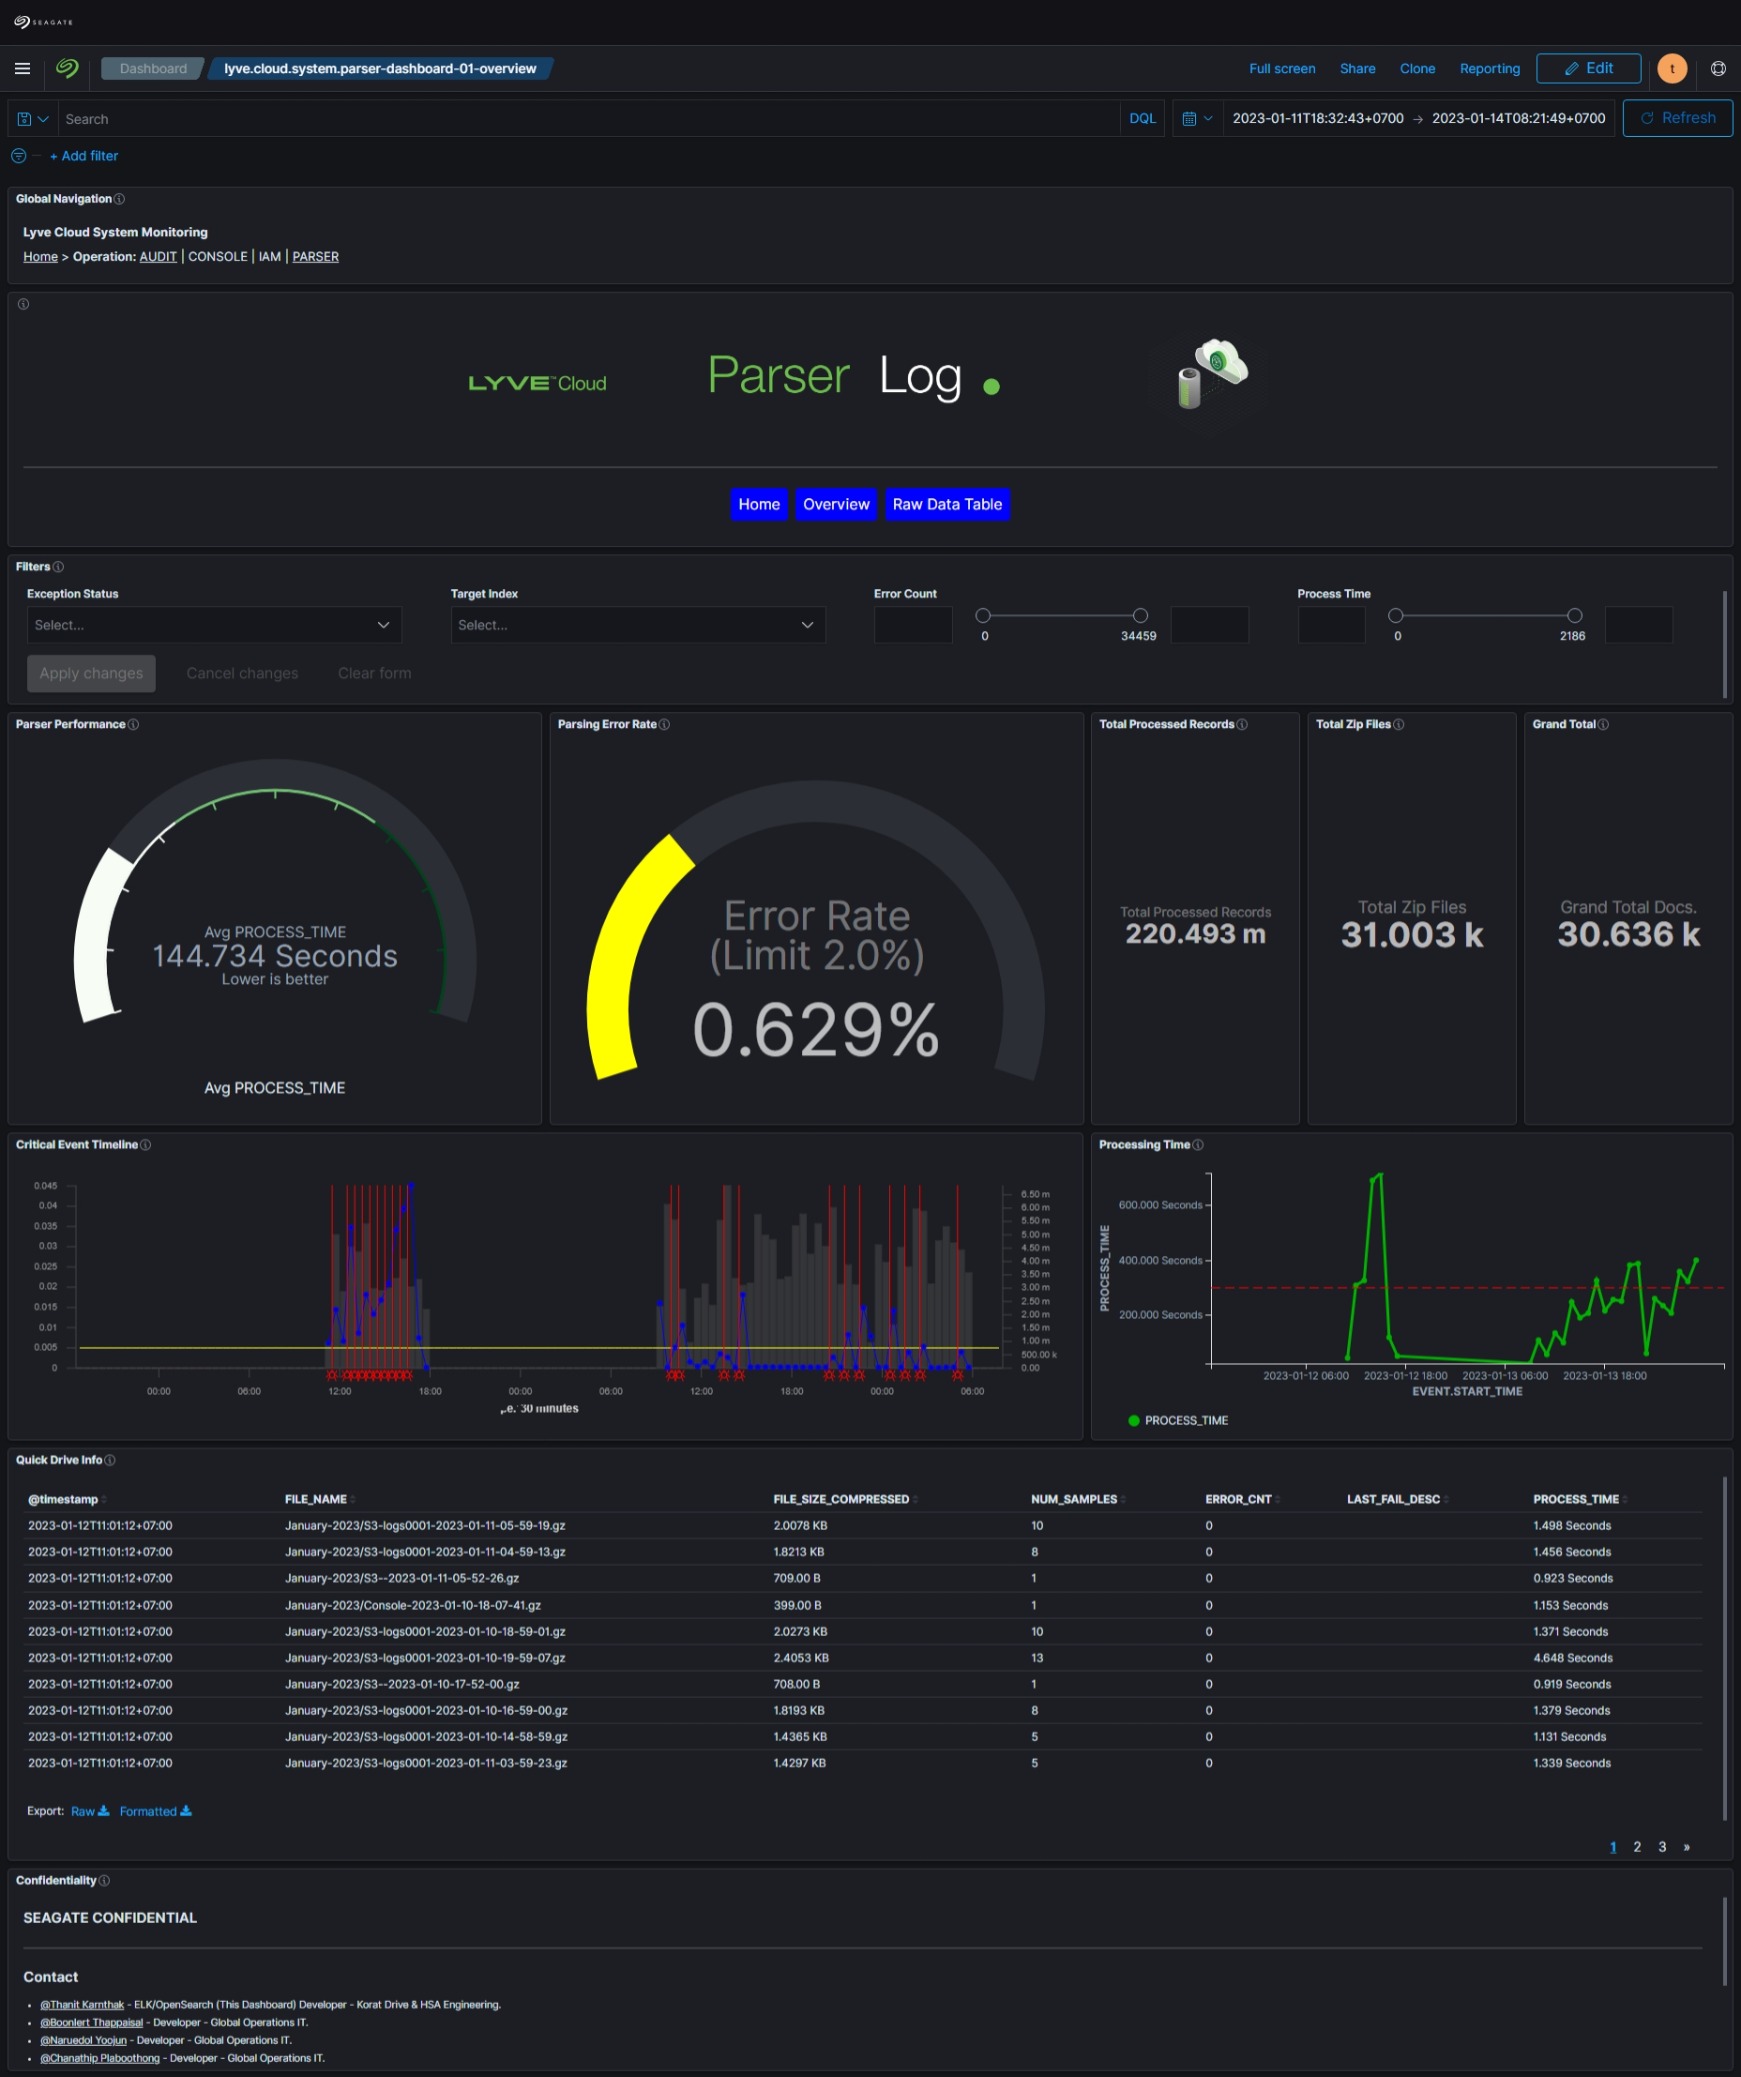 SEAGATE
Dashboard
lyve.cloud.system.parser-dashboard-01-overview
Full screen
Share
Clone
Reporting
Edit
t
Search
DQL
2023-01-11T18:32:43+0700 → 2023-01-14T08:21:49+0700
Refresh
+ Add filter
Global Navigation
Lyve Cloud System Monitoring
Home > Operation: AUDIT | CONSOLE | IAM | PARSER
LYVE™ Cloud
Parser Log
Home
Overview
Raw Data Table
Filters
Exception Status
Target Index
Error Count
Process Time
Select...
Select...
0
34459
0
2186
Apply changes
Cancel changes
Clear form
Parser Performance
Avg PROCESS_TIME
144.734 Seconds
Lower is better
Avg PROCESS_TIME
Parsing Error Rate
Error Rate
(Limit 2.0%)
0.629%
Total Processed Records
Total Processed Records
220.493 m
Total Zip Files
Total Zip Files
31.003 k
Grand Total
Grand Total Docs.
30.636 k
Critical Event Timeline
0.045
0.04
0.035
0.03
0.025
0.02
0.015
0.01
0.005
0
6.50 m
6.00 m
5.50 m
5.00 m
4.50 m
4.00 m
3.50 m
3.00 m
2.50 m
2.00 m
1.50 m
1.00 m
500.00 k
0.00
00:00 06:00 12:00 18:00 00:00 06:00 12:00 18:00 00:00 06:00
30 minutes
Processing Time
PROCESS_TIME
600.000 Seconds
400.000 Seconds
200.000 Seconds
2023-01-12 06:00 2023-01-12 18:00 2023-01-13 06:00 2023-01-13 18:00
EVENT.START_TIME
PROCESS_TIME
Quick Drive Info
@timestamp FILE_NAME FILE_SIZE_COMPRESSED NUM_SAMPLES ERROR_CNT LAST_FAIL_DESC PROCESS_TIME
2023-01-12T11:01:12+07:00 January-2023/S3-logs0001-2023-01-11-05-59-19.gz 2.0078 KB 10 0 1.498 Seconds
2023-01-12T11:01:12+07:00 January-2023/S3-logs0001-2023-01-11-04-59-13.gz 1.8213 KB 8 0 1.456 Seconds
2023-01-12T11:01:12+07:00 January-2023/S3--2023-01-11-05-52-26.gz 709.00 B 1 0 0.923 Seconds
2023-01-12T11:01:12+07:00 January-2023/Console-2023-01-10-18-07-41.gz 399.00 B 1 0 1.153 Seconds
2023-01-12T11:01:12+07:00 January-2023/S3-logs0001-2023-01-10-18-59-01.gz 2.0273 KB 10 0 1.371 Seconds
2023-01-12T11:01:12+07:00 January-2023/S3-logs0001-2023-01-10-19-59-07.gz 2.4053 KB 13 0 4.648 Seconds
2023-01-12T11:01:12+07:00 January-2023/S3--2023-01-10-17-52-00.gz 708.00 B 1 0 0.919 Seconds
2023-01-12T11:01:12+07:00 January-2023/S3-logs0001-2023-01-10-16-59-00.gz 1.8193 KB 8 0 1.379 Seconds
2023-01-12T11:01:12+07:00 January-2023/S3-logs0001-2023-01-10-14-58-59.gz 1.4365 KB 5 0 1.131 Seconds
2023-01-12T11:01:12+07:00 January-2023/S3-logs0001-2023-01-11-03-59-23.gz 1.4297 KB 5 0 1.339 Seconds
Export: Raw Formatted
1 2 3 »
Confidentiality
SEAGATE CONFIDENTIAL
Contact
• @Thanit Karnthak - ELK/OpenSearch (This Dashboard) Developer - Korat Drive & HSA Engineering.
• @Boonlert Thappaisal - Developer - Global Operations IT.
• @Naruedol Yoojun - Developer - Global Operations IT.
• @Chanathip Plaboothong - Developer - Global Operations IT.